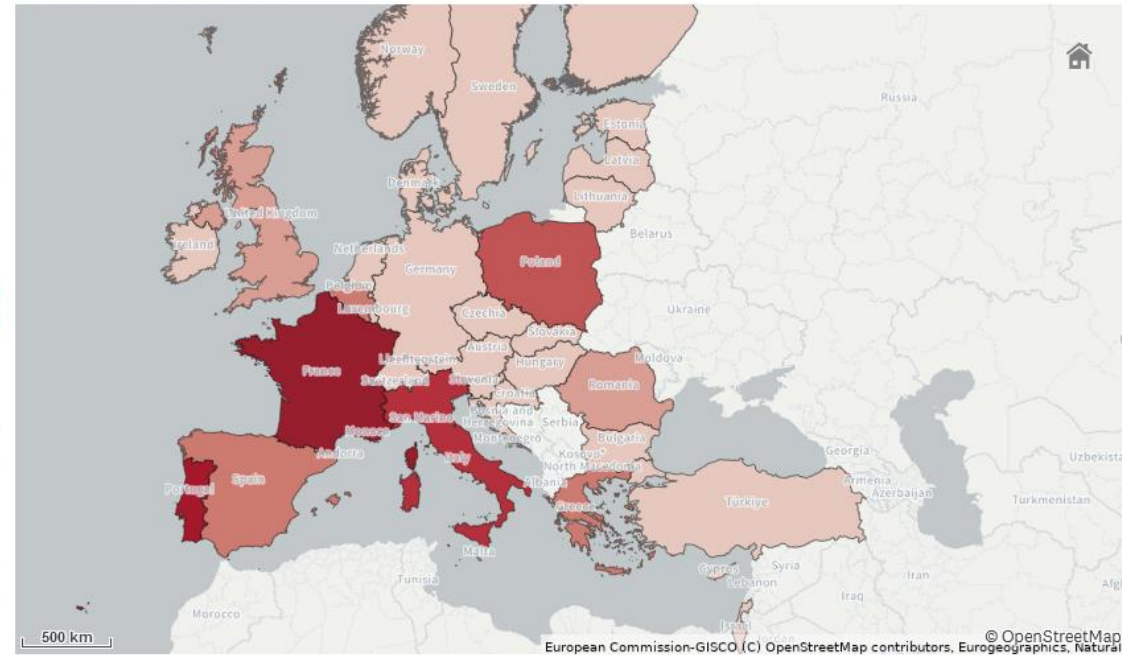 Norway
Sweden
Russia
Estonia
Latvia
Denmark
Lithuania
United Kingdom
Ireland
Belarus
Netherlands
Poland
Germany
Belgium
Luxembourg
Ukraine
Czechia
Slovakia
Austria
Liechtenstein
Hungary
Moldova
France
Switzerland
Slovenia
Romania
Croatia
Bosnia and
Herzegovina
San Marino
Serbia
Monaco
Montenegro
Bulgaria
Andorra
Kosovo*
Georgia
Italy
North Macedonia
Uzbekista
Spain
Albania
Armenia
Portugal
Azerbaijan
Türkiye
Turkmenistan
Greece
Malta
Cyprus
Syria
Tunisia
Lebanon
Iran
Afg
Iraq
Morocco
Israel
Jordan
500 km
© OpenStreetMap
European Commission-GISCO (C) OpenStreetMap contributors, Eurogeographics, Natural